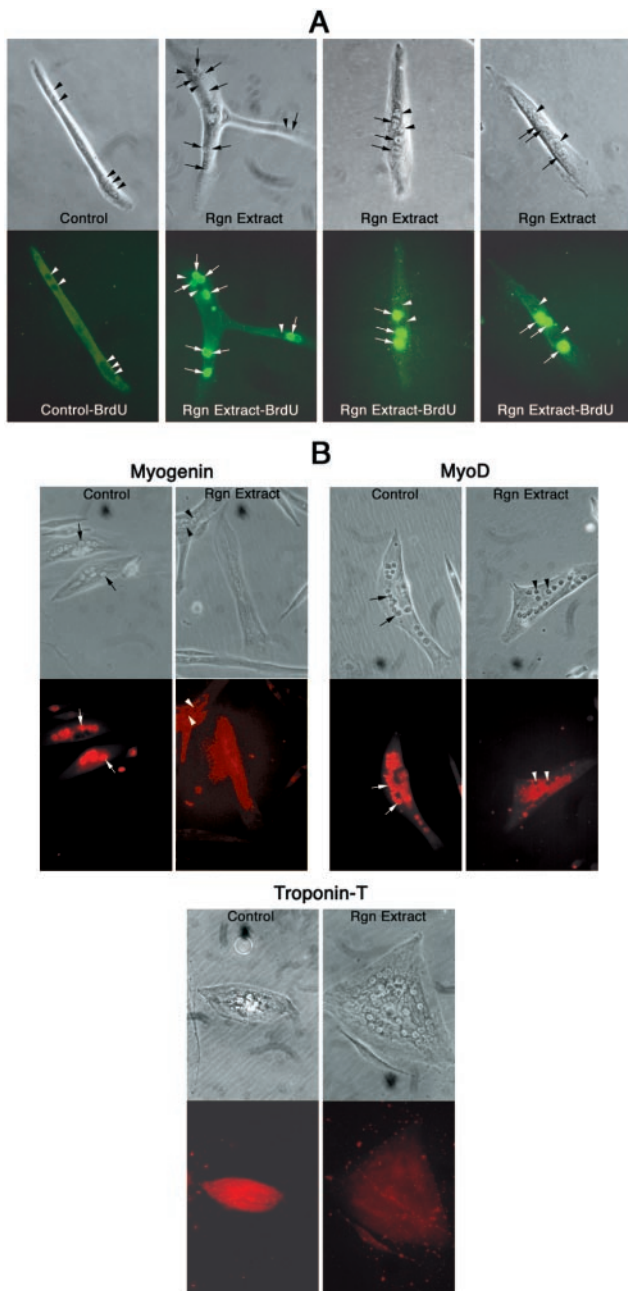 A
Control Rgn Extract Rgn Extract Rgn Extract
Control-BrdU Rgn Extract-BrdU Rgn Extract-BrdU Rgn Extract-BrdU
B
Myogenin MyoD
Control Rgn Extract Control Rgn Extract
Troponin-T
Control Rgn Extract